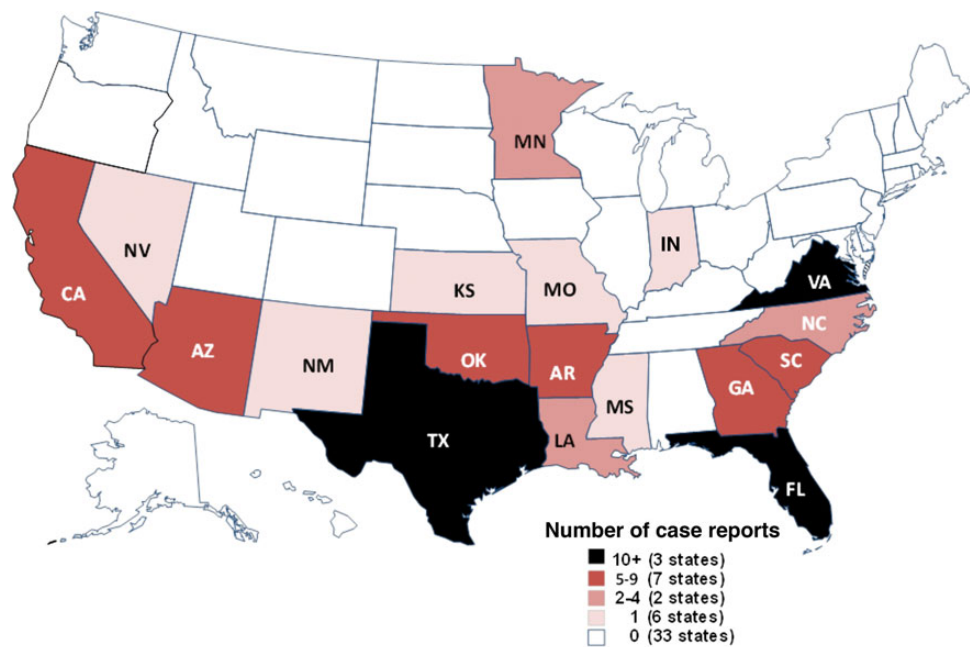 MN
NV
IN
CA
KS
MO
VA
NC
AZ
NM
OK
AR
SC
GA
MS
TX
LA
FL
Number of case reports
10+ (3 states)
5-9 (7 states)
2-4 (2 states)
1 (6 states)
0 (33 states)